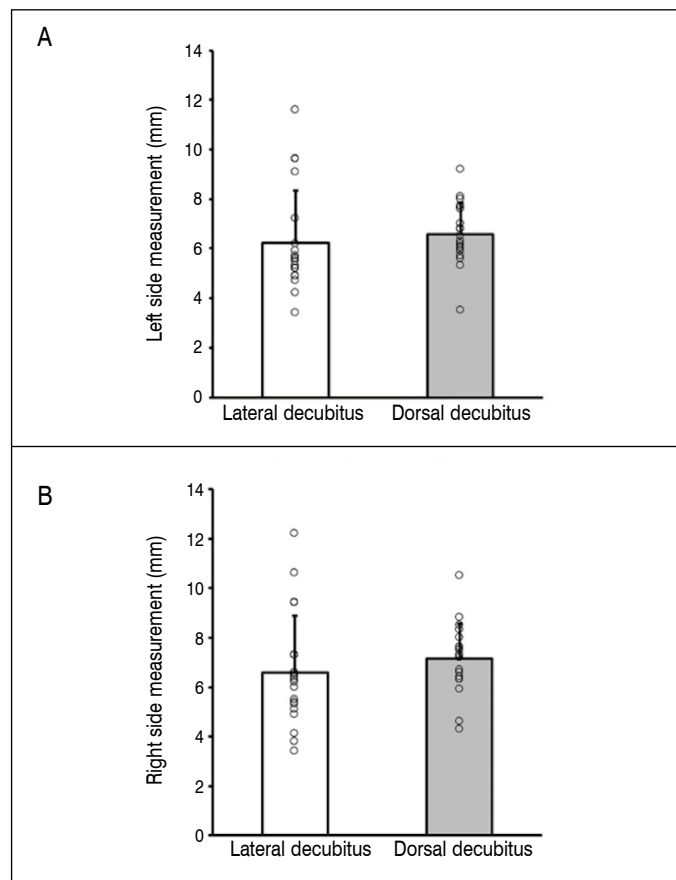 A
Left side measurement (mm)
14
12
10
8
6
4
2
0
Lateral decubitus Dorsal decubitus
B
Right side measurement (mm)
14
12
10
8
6
4
2
0
Lateral decubitus Dorsal decubitus